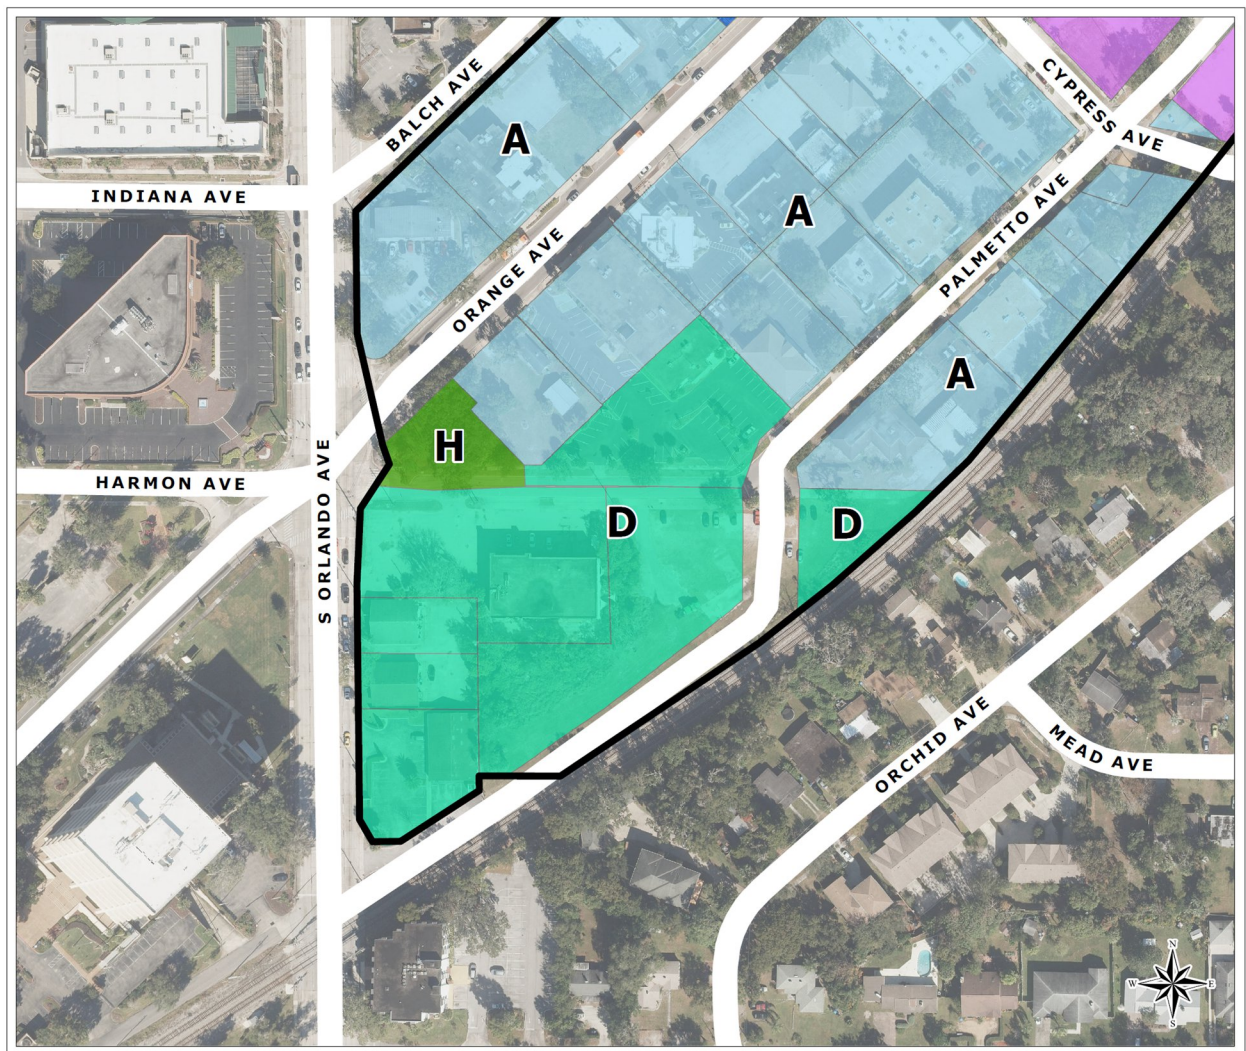 BALCH AVE
CYPRESS AVE
A
INDIANA AVE
A
PALMETTO AVE
ORANGE AVE
A
H
HARMON AVE
S ORLANDO AVE
D
D
ORCHID AVE
MEAD AVE
N
W E
S